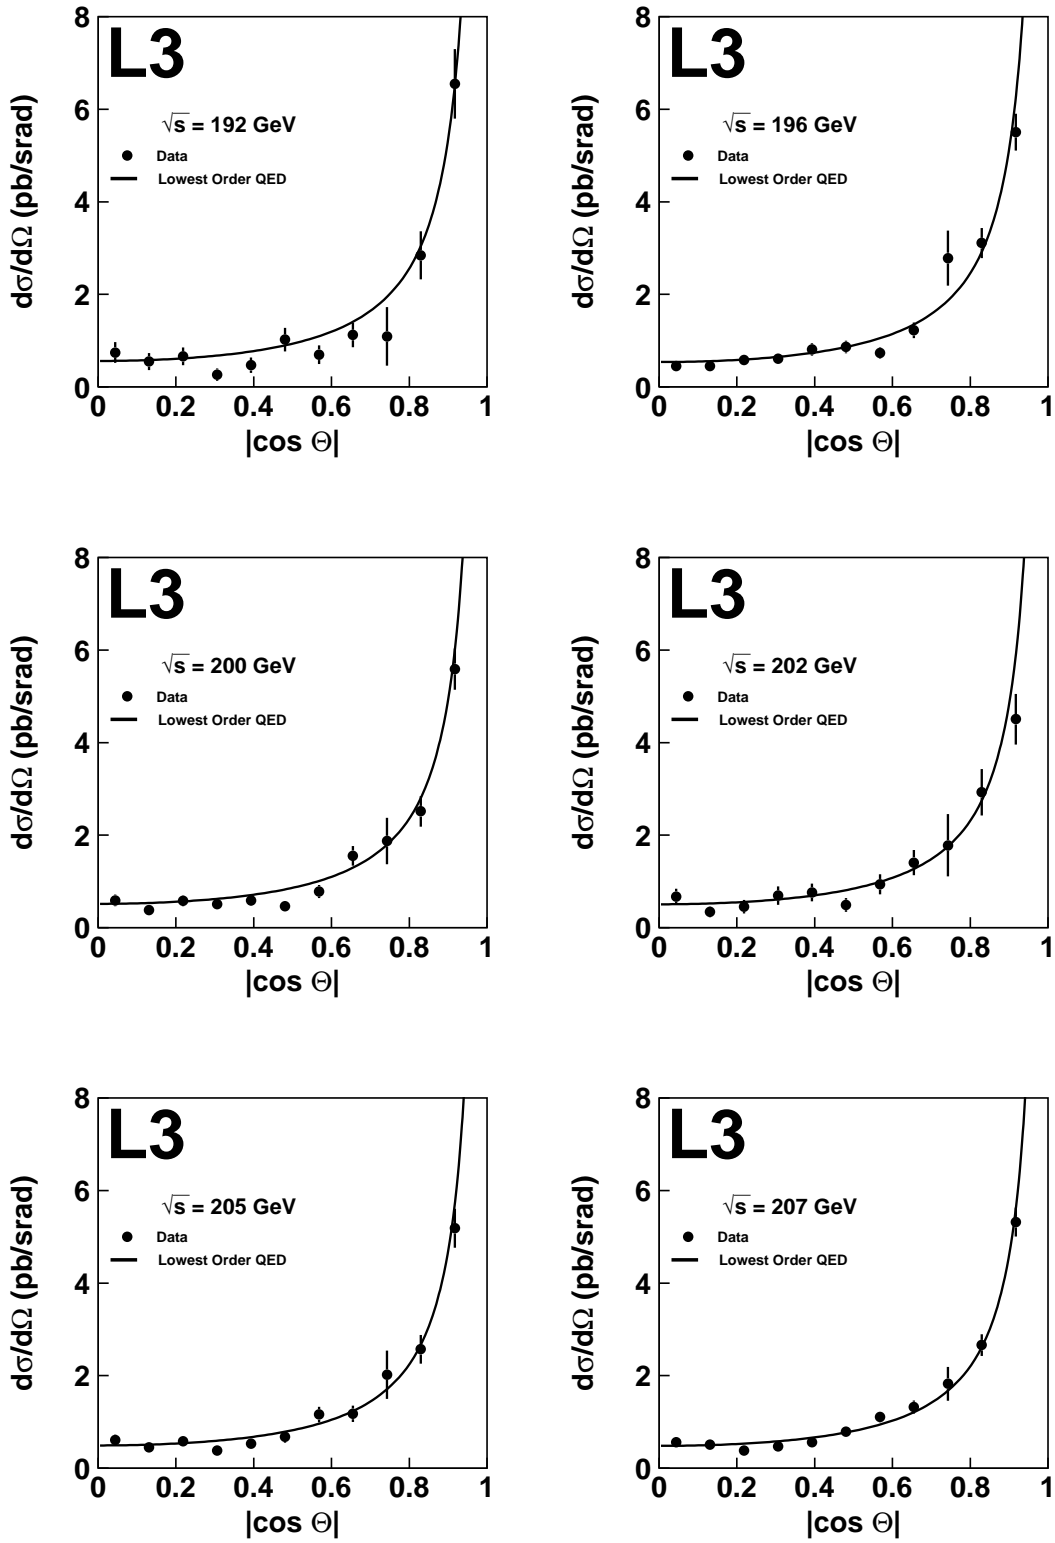 L3
√s = 192 GeV
Data
Lowest Order QED
dσ/dΩ (pb/srad)
8
6
4
2
0
0 0.2 0.4 0.6 0.8 1
|cos Θ|
L3
√s = 196 GeV
Data
Lowest Order QED
dσ/dΩ (pb/srad)
8
6
4
2
0
0 0.2 0.4 0.6 0.8 1
|cos Θ|
L3
√s = 200 GeV
Data
Lowest Order QED
dσ/dΩ (pb/srad)
8
6
4
2
0
0 0.2 0.4 0.6 0.8 1
|cos Θ|
L3
√s = 202 GeV
Data
Lowest Order QED
dσ/dΩ (pb/srad)
8
6
4
2
0
0 0.2 0.4 0.6 0.8 1
|cos Θ|
L3
√s = 205 GeV
Data
Lowest Order QED
dσ/dΩ (pb/srad)
8
6
4
2
0
0 0.2 0.4 0.6 0.8 1
|cos Θ|
L3
√s = 207 GeV
Data
Lowest Order QED
dσ/dΩ (pb/srad)
8
6
4
2
0
0 0.2 0.4 0.6 0.8 1
|cos Θ|